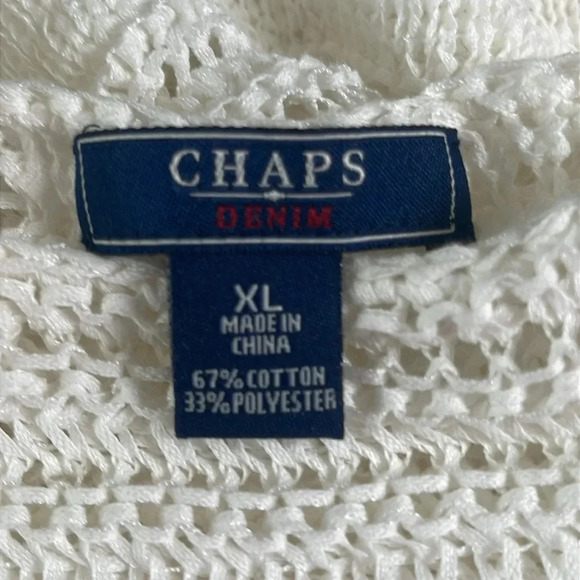 CHAPS
DENIM
XL
MADE IN
CHINA
67% COTTON
33% POLYESTER